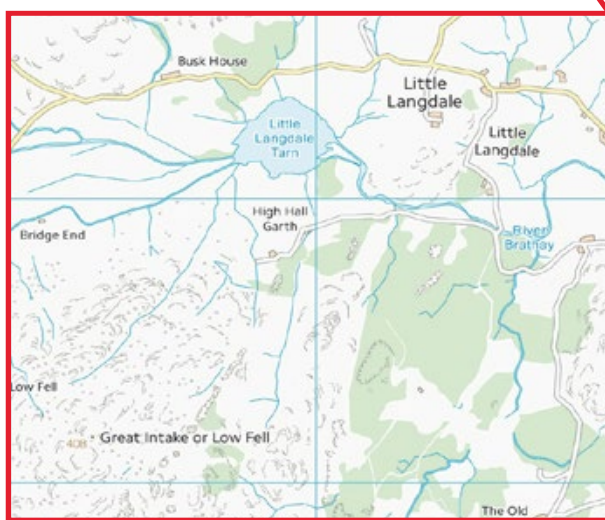 Busk House
Little
Langdale
Little
Langdale
Tarn
Little
Langdale
High Hall
Garth
River
Brathay
Bridge End
Low Fell
408
Great Intake or Low Fell
The Old